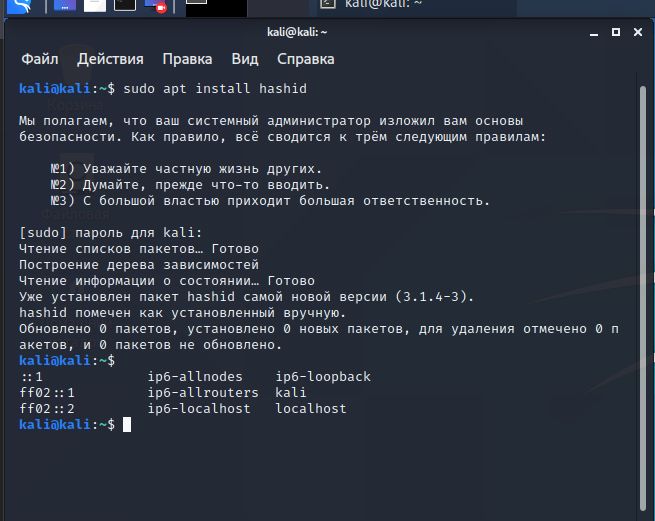 kali@kali: ~
kali@kali: ~
Файл Действия Правка Вид Справка
kali@kali:~$ sudo apt install hashid
Мы полагаем, что ваш системный администратор изложил вам основы
безопасности. Как правило, всё сводится к трём следующим правилам:
№1) Уважайте частную жизнь других.
№2) Думайте, прежде что-то вводить.
№3) С большой властью приходит большая ответственность.
[sudo] пароль для kali:
Чтение списков пакетов… Готово
Построение дерева зависимостей
Чтение информации о состоянии… Готово
Уже установлен пакет hashid самой новой версии (3.1.4-3).
hashid помечен как установленный вручную.
Обновлено 0 пакетов, установлено 0 новых пакетов, для удаления отмечено 0 п
акетов, и 0 пакетов не обновлено.
kali@kali:~$
::1 ip6-allnodes ip6-loopback
ff02::1 ip6-allrouters kali
ff02::2 ip6-localhost localhost
kali@kali:~$